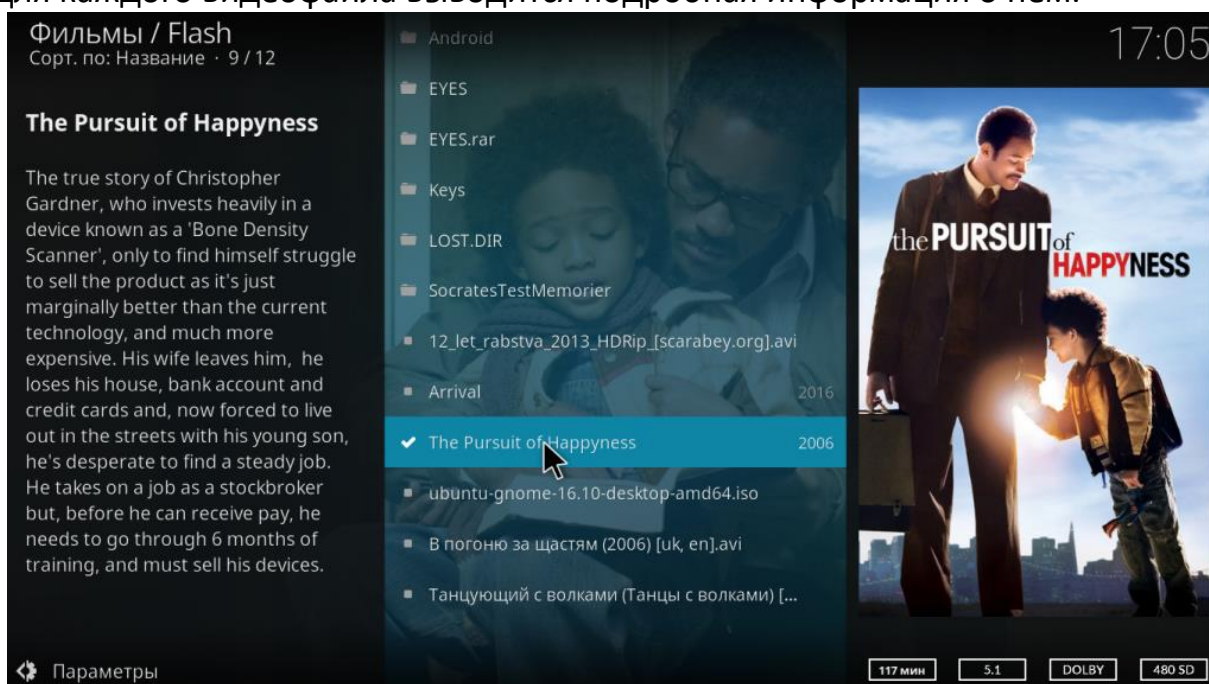 для каждого видеофайла выводятся подробная информация о нем.
Фильмы / Flash
Сорт. по: Название · 9 / 12
17:05
The Pursuit of Happyness
The true story of Christopher
Gardner, who invests heavily in a
device known as a 'Bone Density
Scanner', only to find himself struggle
to sell the product as it's just
marginally better than the current
technology, and much more
expensive. His wife leaves him, he
loses his house, bank account and
credit cards and, now forced to live
out in the streets with his young son,
he's desperate to find a steady job.
He takes on a job as a stockbroker
but, before he can receive pay, he
needs to go through 6 months of
training, and must sell his devices.
Android
EYES
EYES.rar
Keys
LOST.DIR
SocratesTestMemorier
12_let_rabstva_2013_HDRip_[scarabey.org].avi
Arrival 2016
The Pursuit of Happyness 2006
ubuntu-gnome-16.10-desktop-amd64.iso
В погоню за щастям (2006) [uk, en].avi
Танцующий с волками (Танцы с волками) [...
the PURSUIT of
HAPPYNESS
Параметры
117 мин 5.1 DOLBY 480 SD